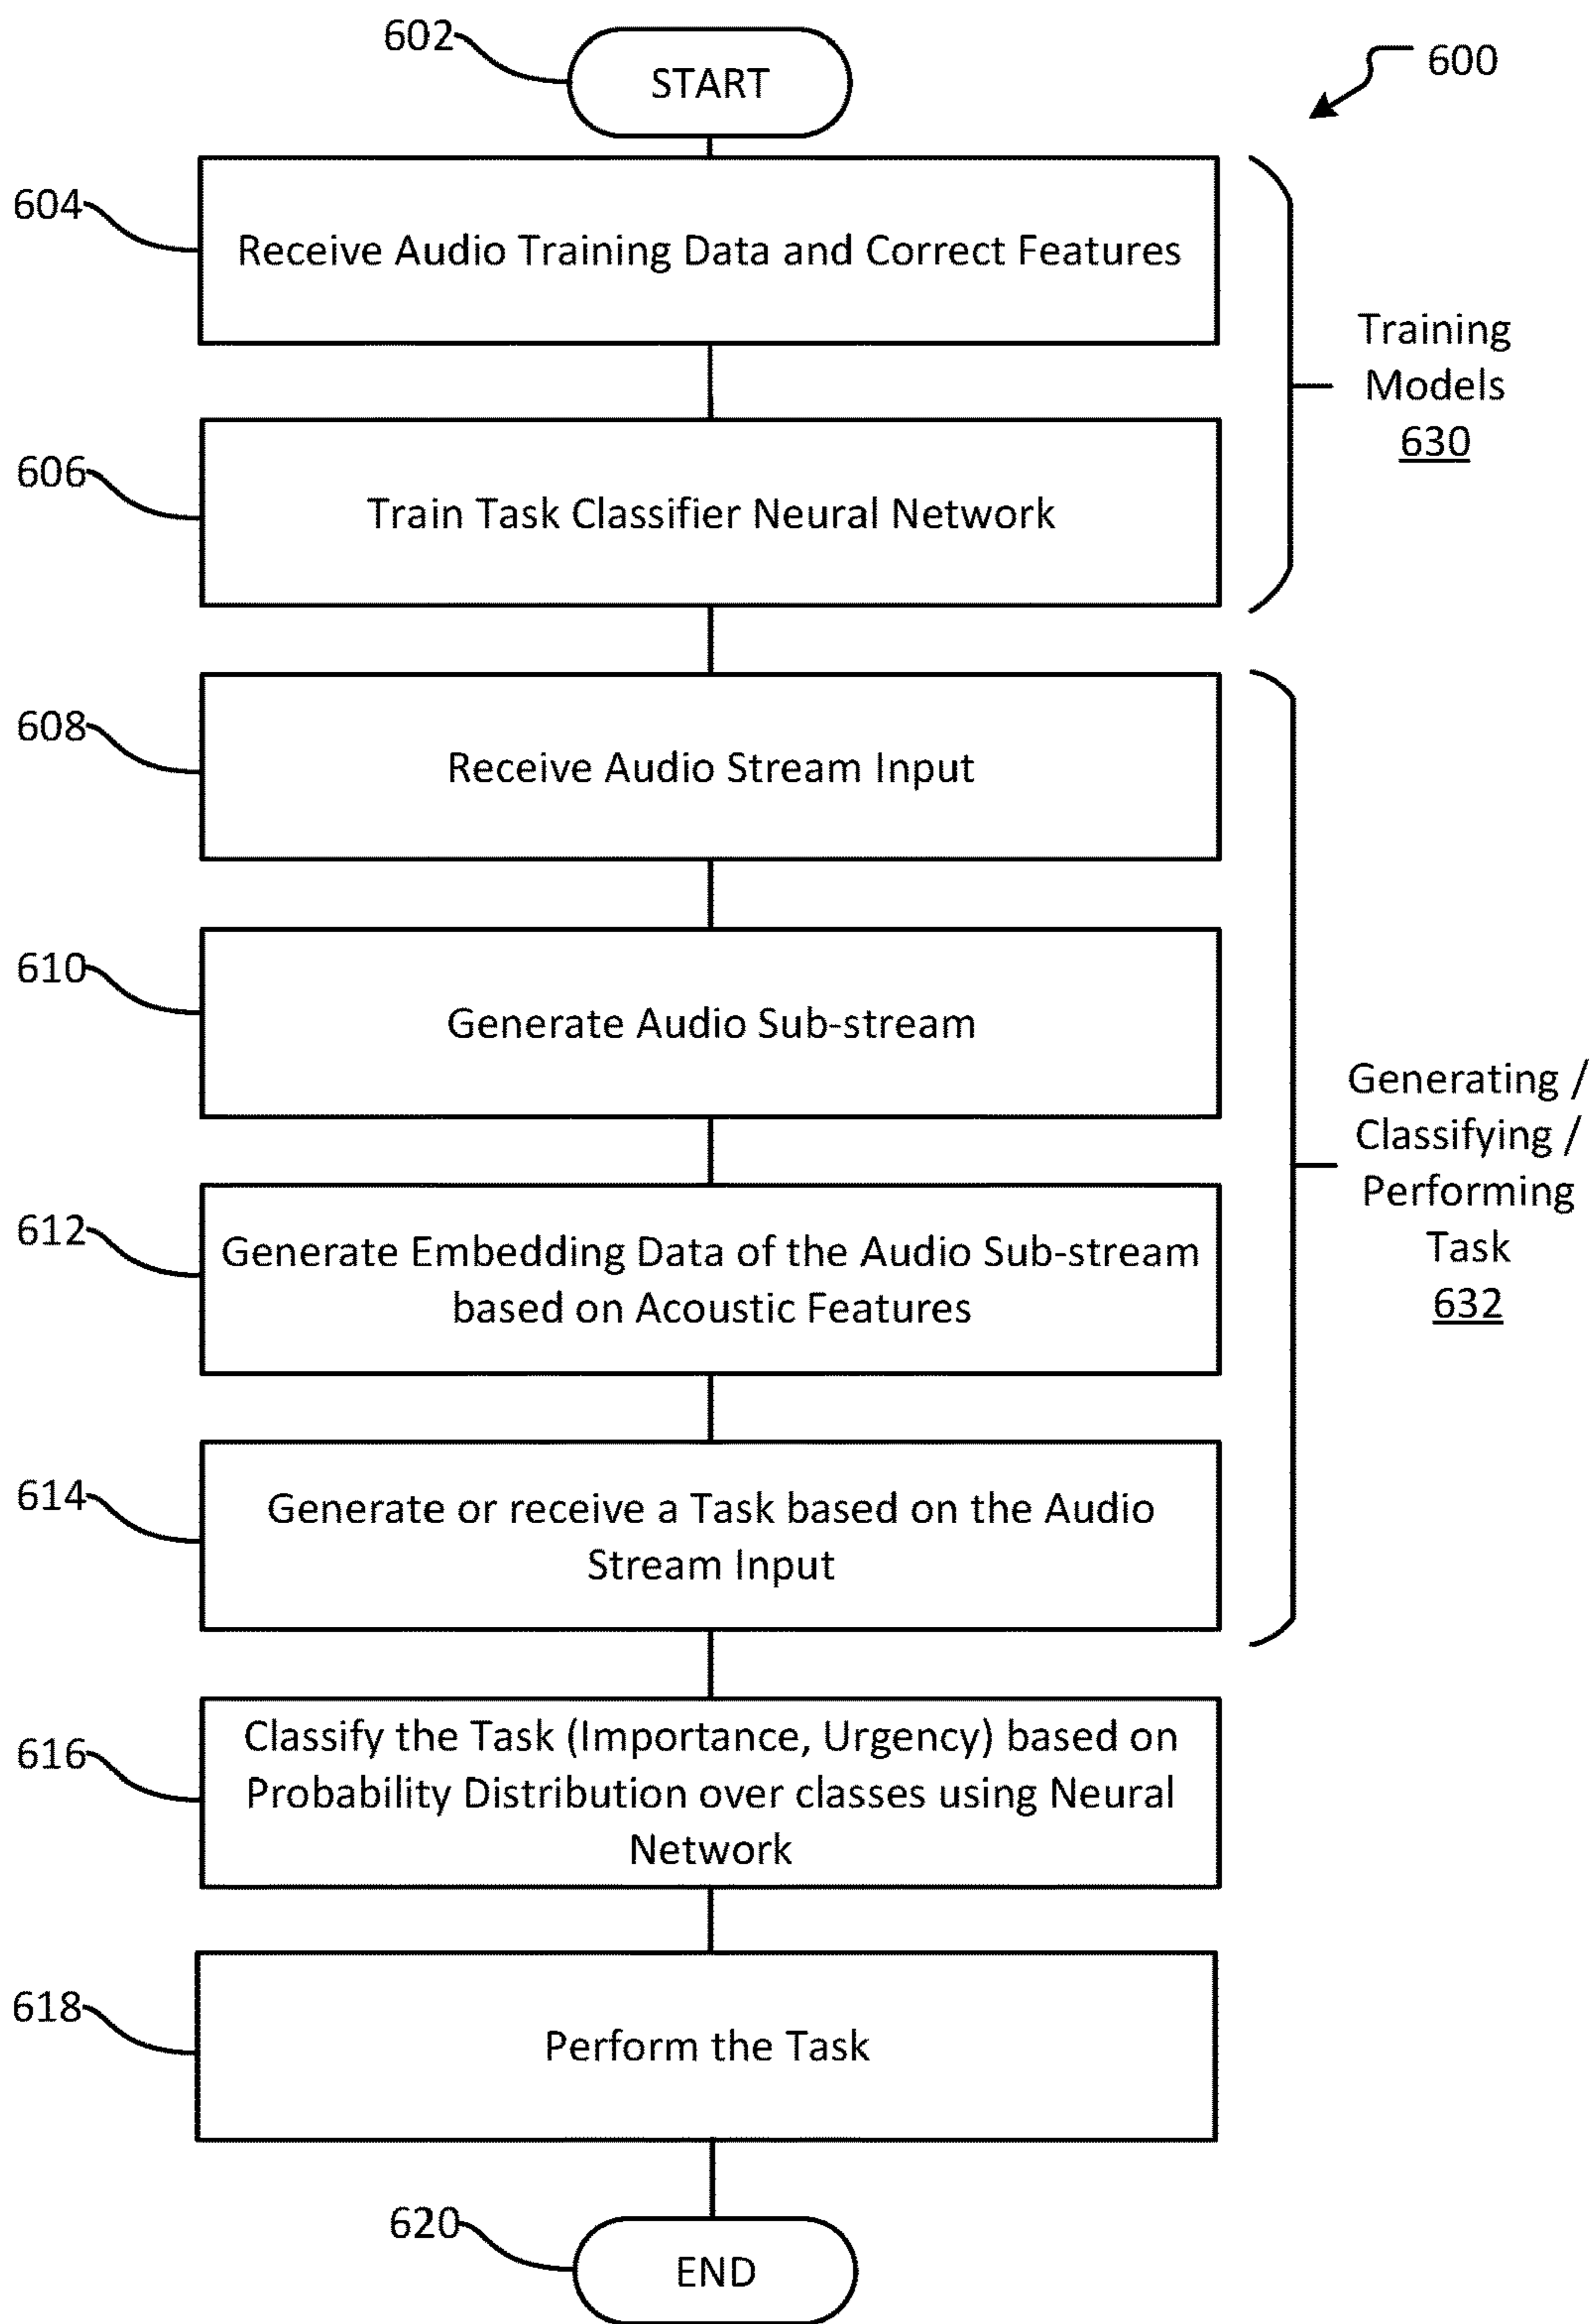 602
START
600
604
Receive Audio Training Data and Correct Features
Training
Models
630
606
Train Task Classifier Neural Network
608
Receive Audio Stream Input
610
Generate Audio Sub-stream
Generating /
Classifying /
Performing
Task
632
612
Generate Embedding Data of the Audio Sub-stream
based on Acoustic Features
614
Generate or receive a Task based on the Audio
Stream Input
616
Classify the Task (Importance, Urgency) based on
Probability Distribution over classes using Neural
Network
618
Perform the Task
620
END